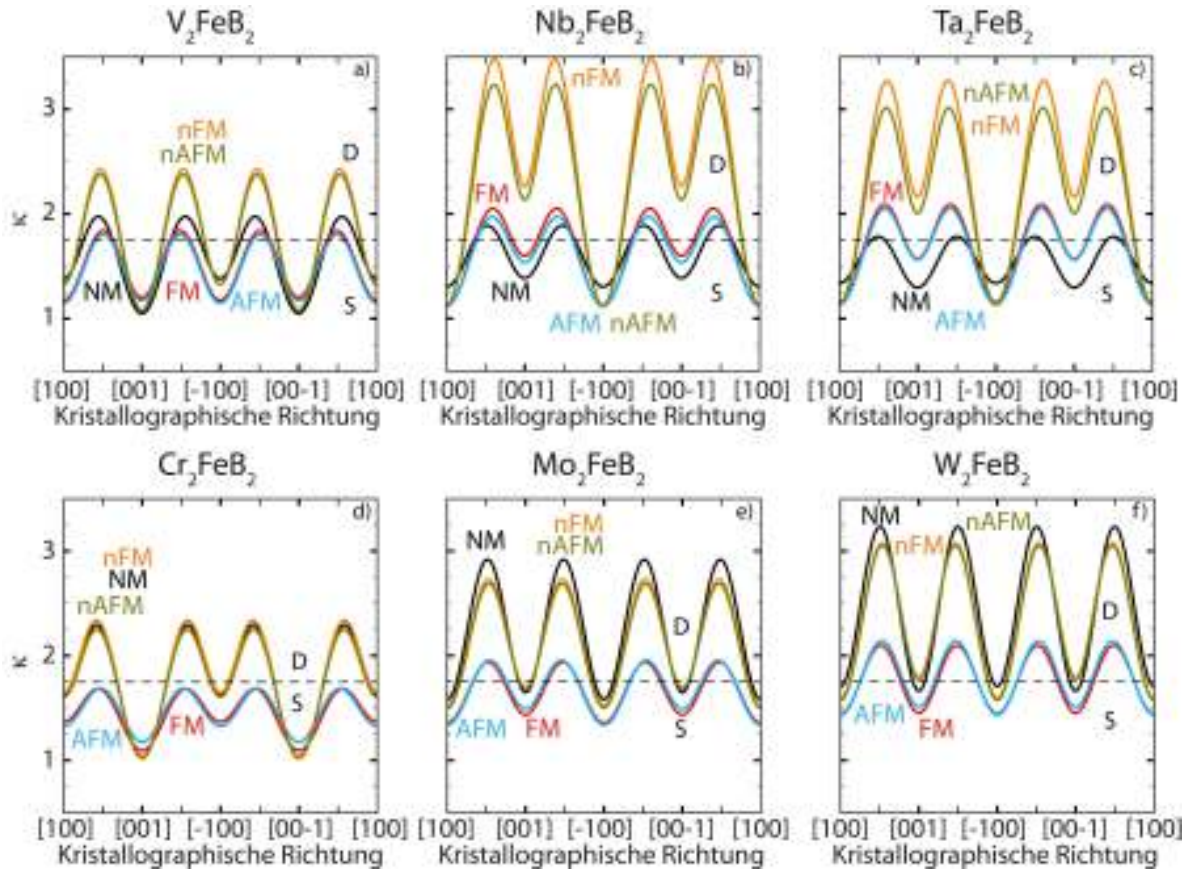 V₂FeB₂
Nb₂FeB₂
Ta₂FeB₂
a)
nFM
nAFM
D
3
2
1
κ
NM
FM
AFM
S
[100] [001] [-100] [00-1] [100]
Kristallographische Richtung
b)
nFM
D
FM
NM
S
AFM nAFM
[100] [001] [-100] [00-1] [100]
Kristallographische Richtung
c)
nAFM
nFM
D
FM
NM
S
AFM
[100] [001] [-100] [00-1] [100]
Kristallographische Richtung
Cr₂FeB₂
Mo₂FeB₂
W₂FeB₂
d)
3
2
1
κ
nFM
NM
nAFM
D
S
AFM
FM
[100] [001] [-100] [00-1] [100]
Kristallographische Richtung
e)
nFM
NM
nAFM
D
AFM
FM
S
[100] [001] [-100] [00-1] [100]
Kristallographische Richtung
f)
NM
nAFM
nFM
D
AFM
FM
S
[100] [001] [-100] [00-1] [100]
Kristallographische Richtung